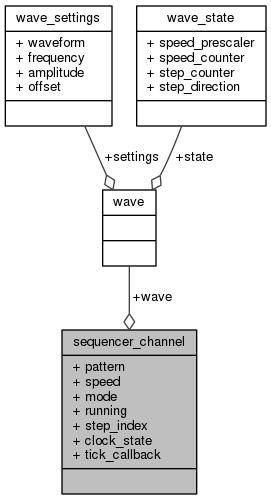 wave_settings
+ waveform
+ frequency
+ amplitude
+ offset
wave_state
+ speed_prescaler
+ speed_counter
+ step_counter
+ step_direction
+settings
+state
wave
+wave
sequencer_channel
+ pattern
+ speed
+ mode
+ running
+ step_index
+ clock_state
+ tick_callback